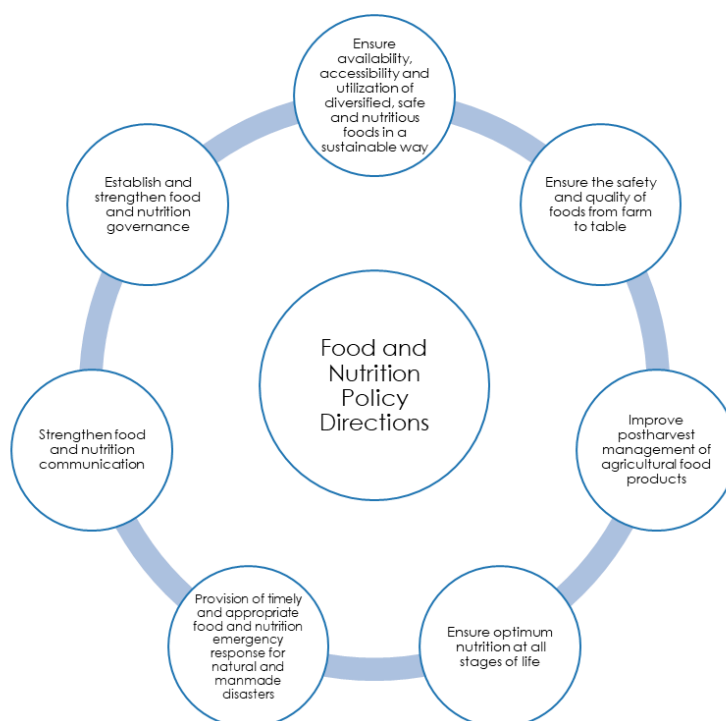 Ensure
availability,
accessibility and
utilization of
diversified, safe
and nutritious
foods in a
sustainable way
Ensure the safety
and quality of
foods from farm
to table
Improve
postharvest
management of
agricultural food
products
Ensure optimum
nutrition at all
stages of life
Provision of timely
and appropriate
food and nutrition
emergency
response for
natural and
manmade
disasters
Strengthen food
and nutrition
communication
Establish and
strengthen food
and nutrition
governance
Food and
Nutrition
Policy
Directions